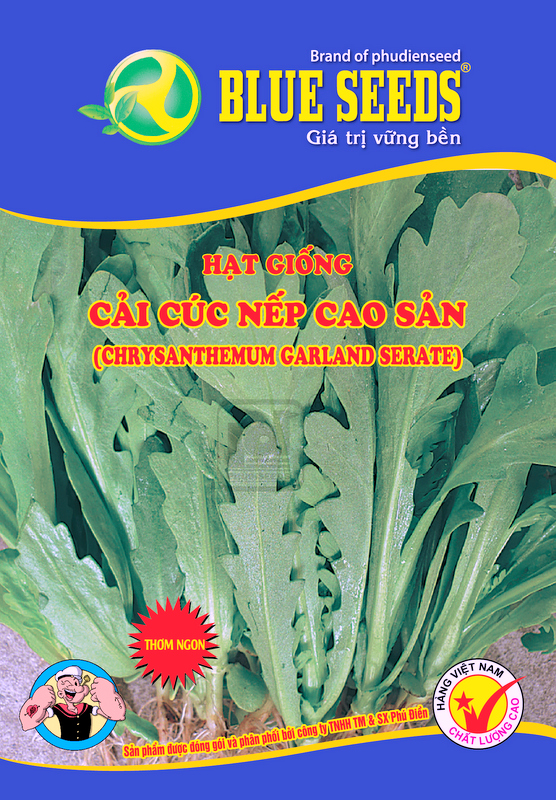 Brand of phudienseed
BLUE SEEDS®
Giá trị vững bền
HẠT GIỐNG
CẢI CÚC NẾP CAO SẢN
(CHRYSANTHEMUM GARLAND SERATE)
PHUDIENSEED
THƠM NGON
HÀNG VIỆT NAM
CHẤT LƯỢNG CAO
Sản phẩm được đóng gói và phân phối bởi công ty TNHH TM & SX Phú Điền